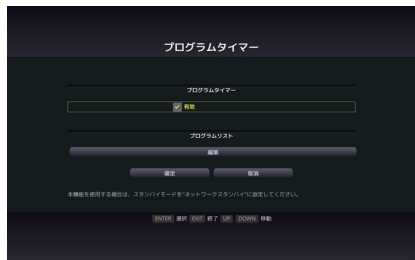 プログラムタイマー
プログラムタイマー
有効
プログラムリスト
編集
確定 取消
本機能を使用する場合は、スタンバイモードを"ネットワークスタンバイ"に設定してください。
ENTER 選択 EXIT 終了 UP DOWN 移動